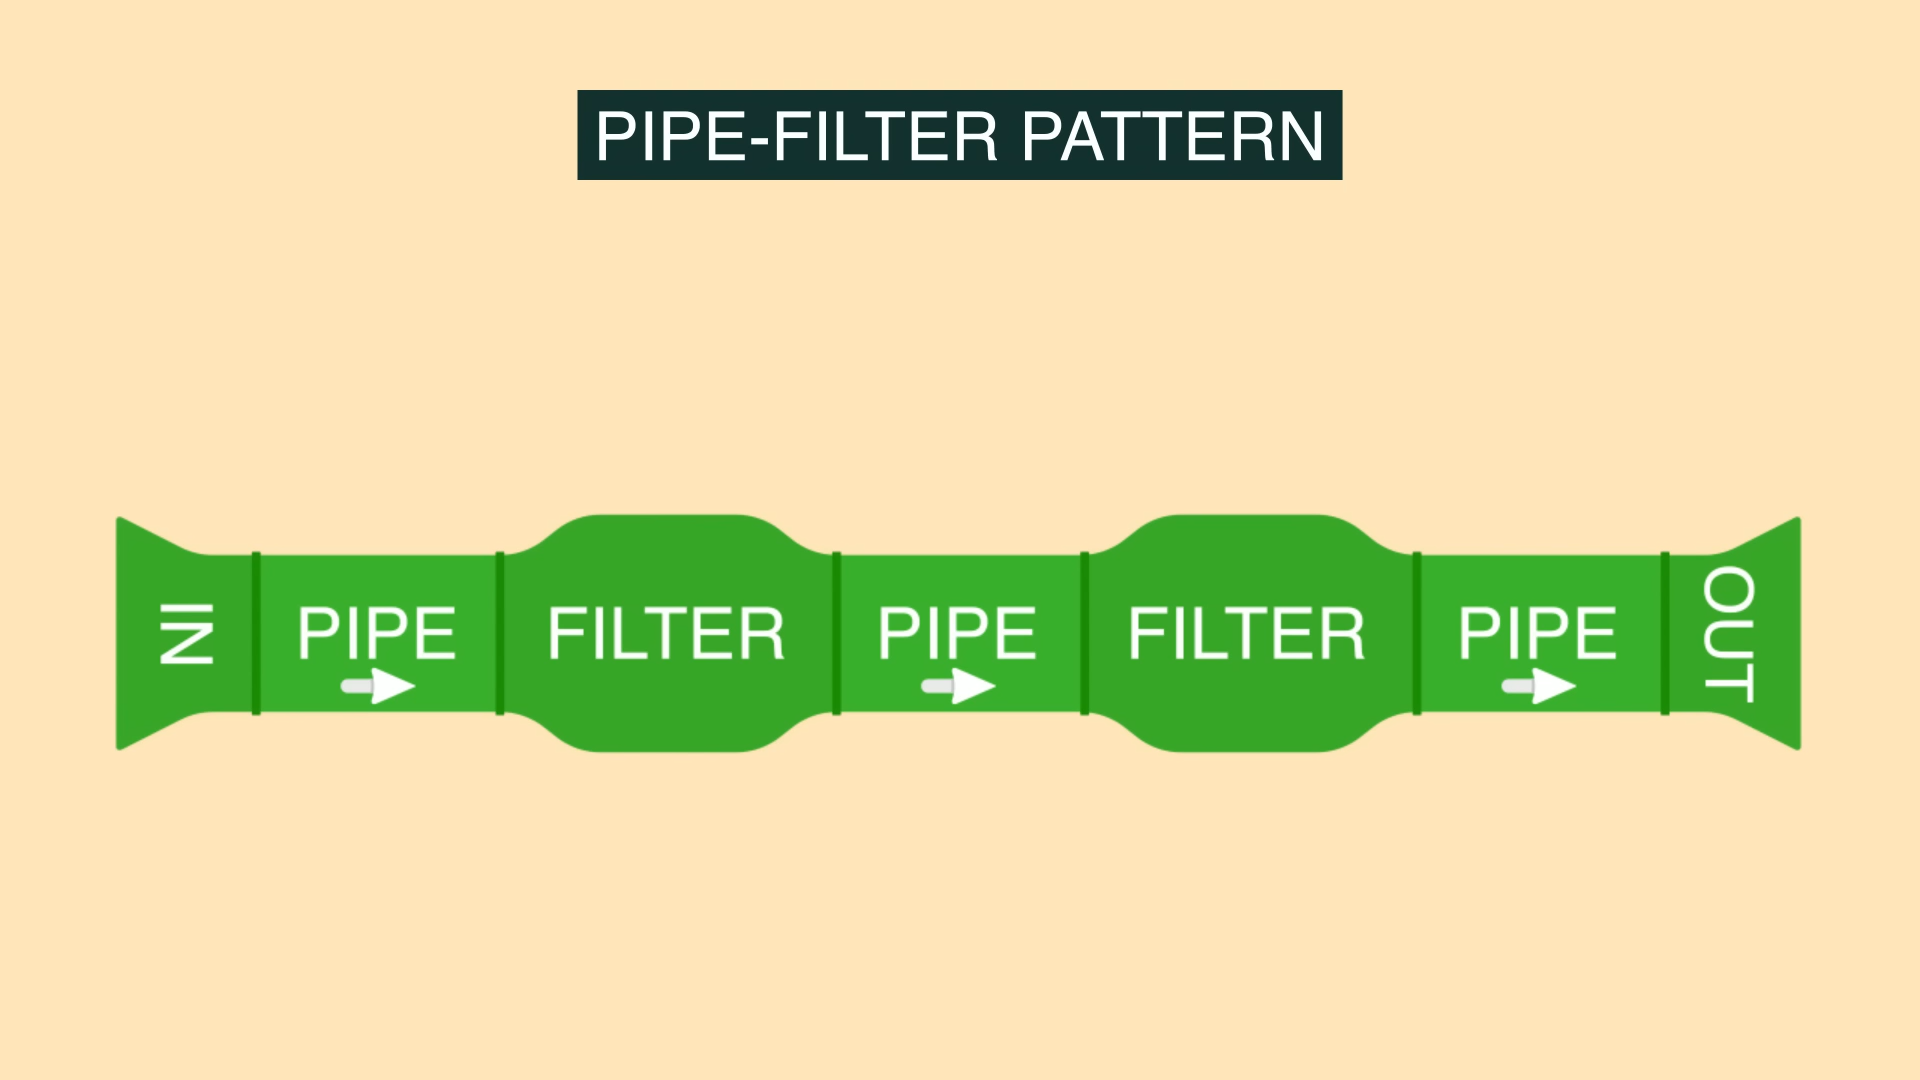 PIPE-FILTER PATTERN
IN
PIPE
FILTER
PIPE
FILTER
PIPE
OUT